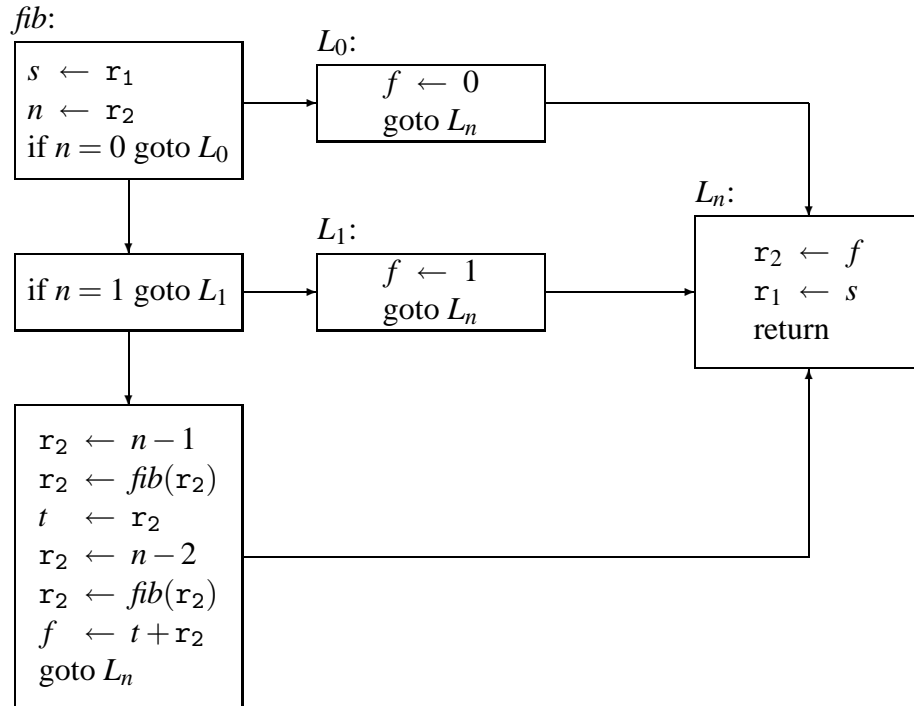 fib:
s ← r₁
n ← r₂
if n = 0 goto L₀
L₀:
f ← 0
goto Lₙ
if n = 1 goto L₁
L₁:
f ← 1
goto Lₙ
Lₙ:
r₂ ← f
r₁ ← s
return
r₂ ← n − 1
r₂ ← fib(r₂)
t ← r₂
r₂ ← n − 2
r₂ ← fib(r₂)
f ← t + r₂
goto Lₙ